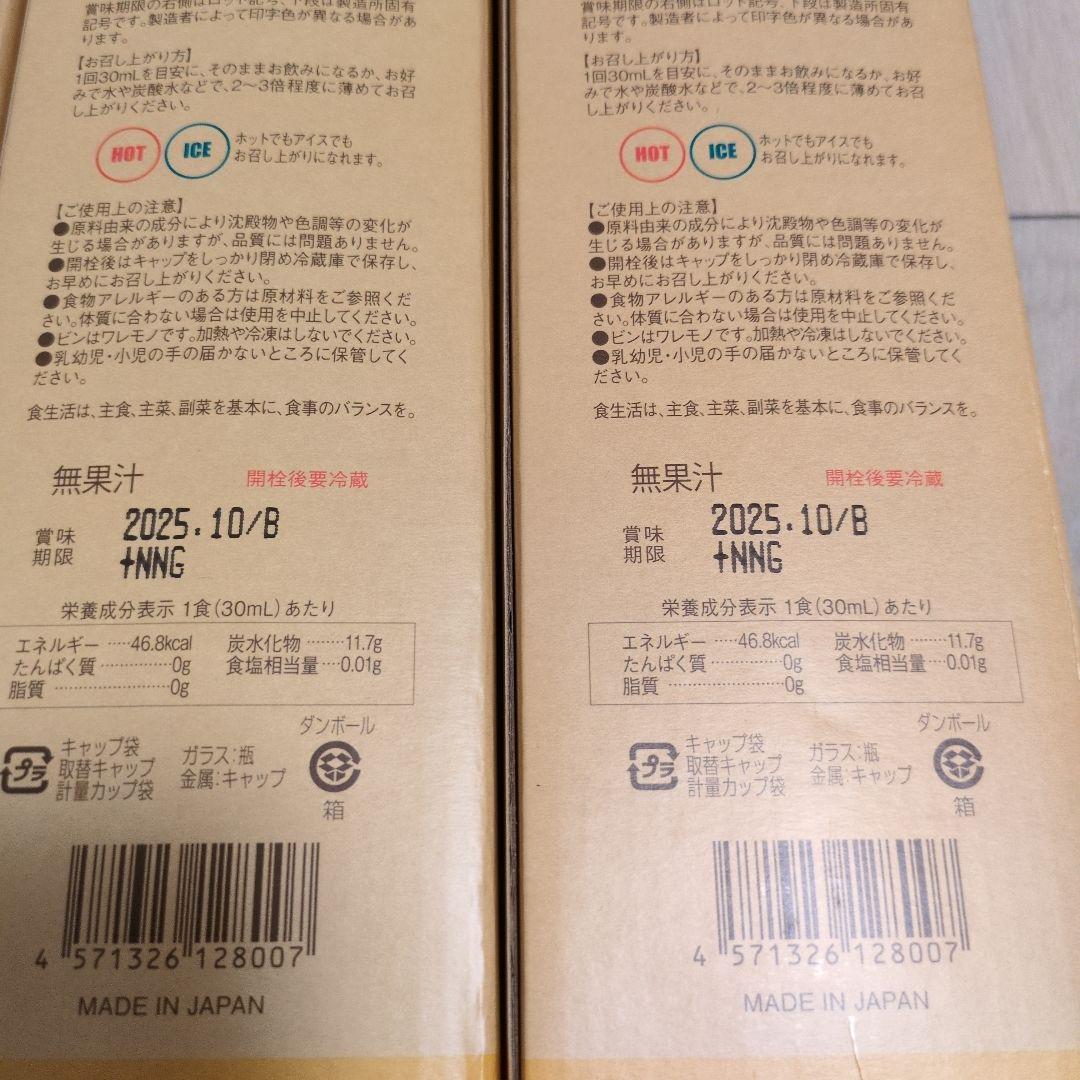 賞味期限の右側はロット記号、下段は製造所固有
記号です。製造者によって印字色が異なる場合があ
ります。
【お召し上がり方】
1回30mLを目安に、そのままお飲みになるか、お好
みで水や炭酸水などで、2〜3倍程度に薄めてお召
し上がりください。
HOT
ICE
ホットでもアイスでも
お召し上がりになれます。
【ご使用上の注意】
●原料由来の成分により沈殿物や色調等の変化が
生じる場合がありますが、品質には問題ありません。
●開栓後はキャップをしっかり閉め冷蔵庫で保存し、
お早めにお召し上がりください。
●食物アレルギーのある方は原材料をご参照くだ
さい。体質に合わない場合は使用を中止してください。
●ビンはワレモノです。加熱や冷凍はしないでください。
●乳幼児・小児の手の届かないところに保管してく
ださい。
食生活は、主食、主菜、副菜を基本に、食事のバランスを。
無果汁 開栓後要冷蔵
賞味
期限
2025.10/B
+NNG
栄養成分表示 1食(30mL)あたり
エネルギー ·····46.8kcal 炭水化物 ········11.7g
たんぱく質 ···············0g 食塩相当量···0.01g
脂質 ························0g
プラ
キャップ袋
取替キャップ
計量カップ袋
ガラス:瓶
金属:キャップ
ダンボール
箱
4 571326 128007
MADE IN JAPAN
賞味期限の右側はロット記号、下段は製造所固有
記号です。製造者によって印字色が異なる場合があ
ります。
【お召し上がり方】
1回30mLを目安に、そのままお飲みになるか、お好
みで水や炭酸水などで、2〜3倍程度に薄めてお召
し上がりください。
HOT
ICE
ホットでもアイスでも
お召し上がりになれます。
【ご使用上の注意】
●原料由来の成分により沈殿物や色調等の変化が
生じる場合がありますが、品質には問題ありません。
●開栓後はキャップをしっかり閉め冷蔵庫で保存し、
お早めにお召し上がりください。
●食物アレルギーのある方は原材料をご参照くだ
さい。体質に合わない場合は使用を中止してください。
●ビンはワレモノです。加熱や冷凍はしないでください。
●乳幼児・小児の手の届かないところに保管してく
ださい。
食生活は、主食、主菜、副菜を基本に、食事のバランスを。
無果汁 開栓後要冷蔵
賞味
期限
2025.10/B
+NNG
栄養成分表示 1食(30mL)あたり
エネルギー ·····46.8kcal 炭水化物 ········11.7g
たんぱく質 ···············0g 食塩相当量···0.01g
脂質 ························0g
プラ
キャップ袋
取替キャップ
計量カップ袋
ガラス:瓶
金属:キャップ
ダンボール
箱
4 571326 128007
MADE IN JAPAN